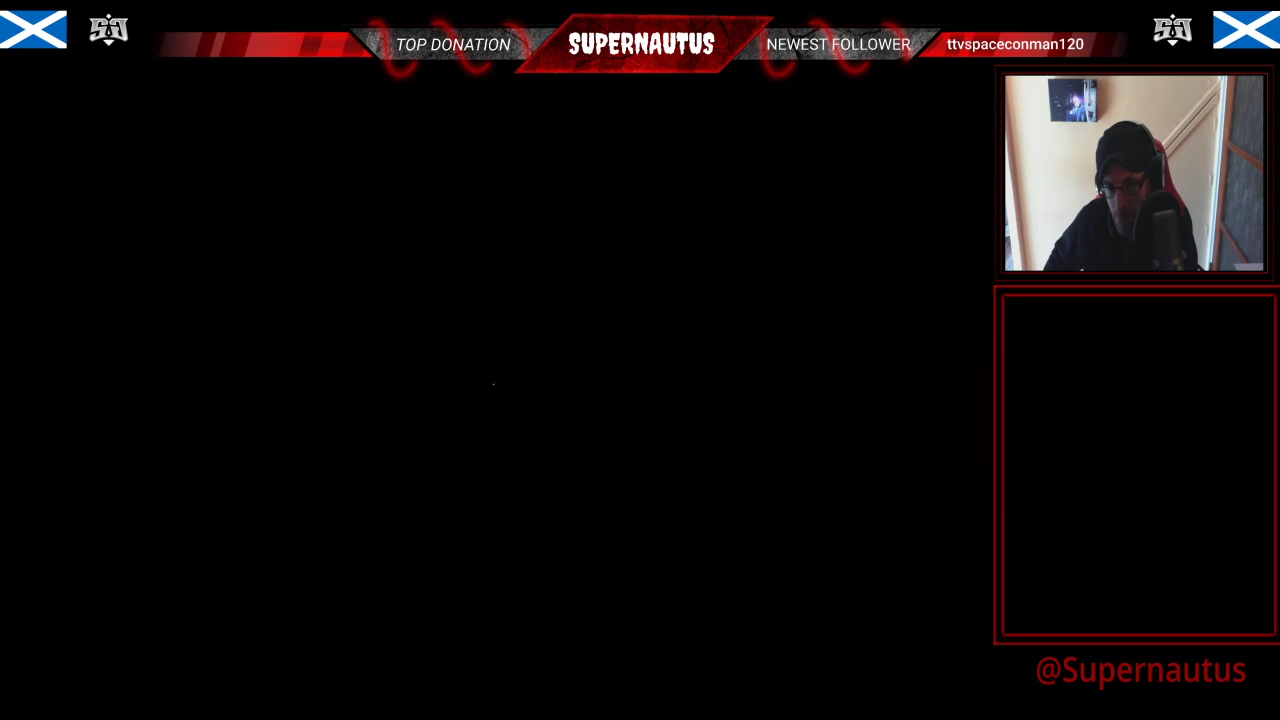 TOP DONATION
SUPERNAUTUS
NEWEST FOLLOWER
ttvspaceconman120
@Supernautus